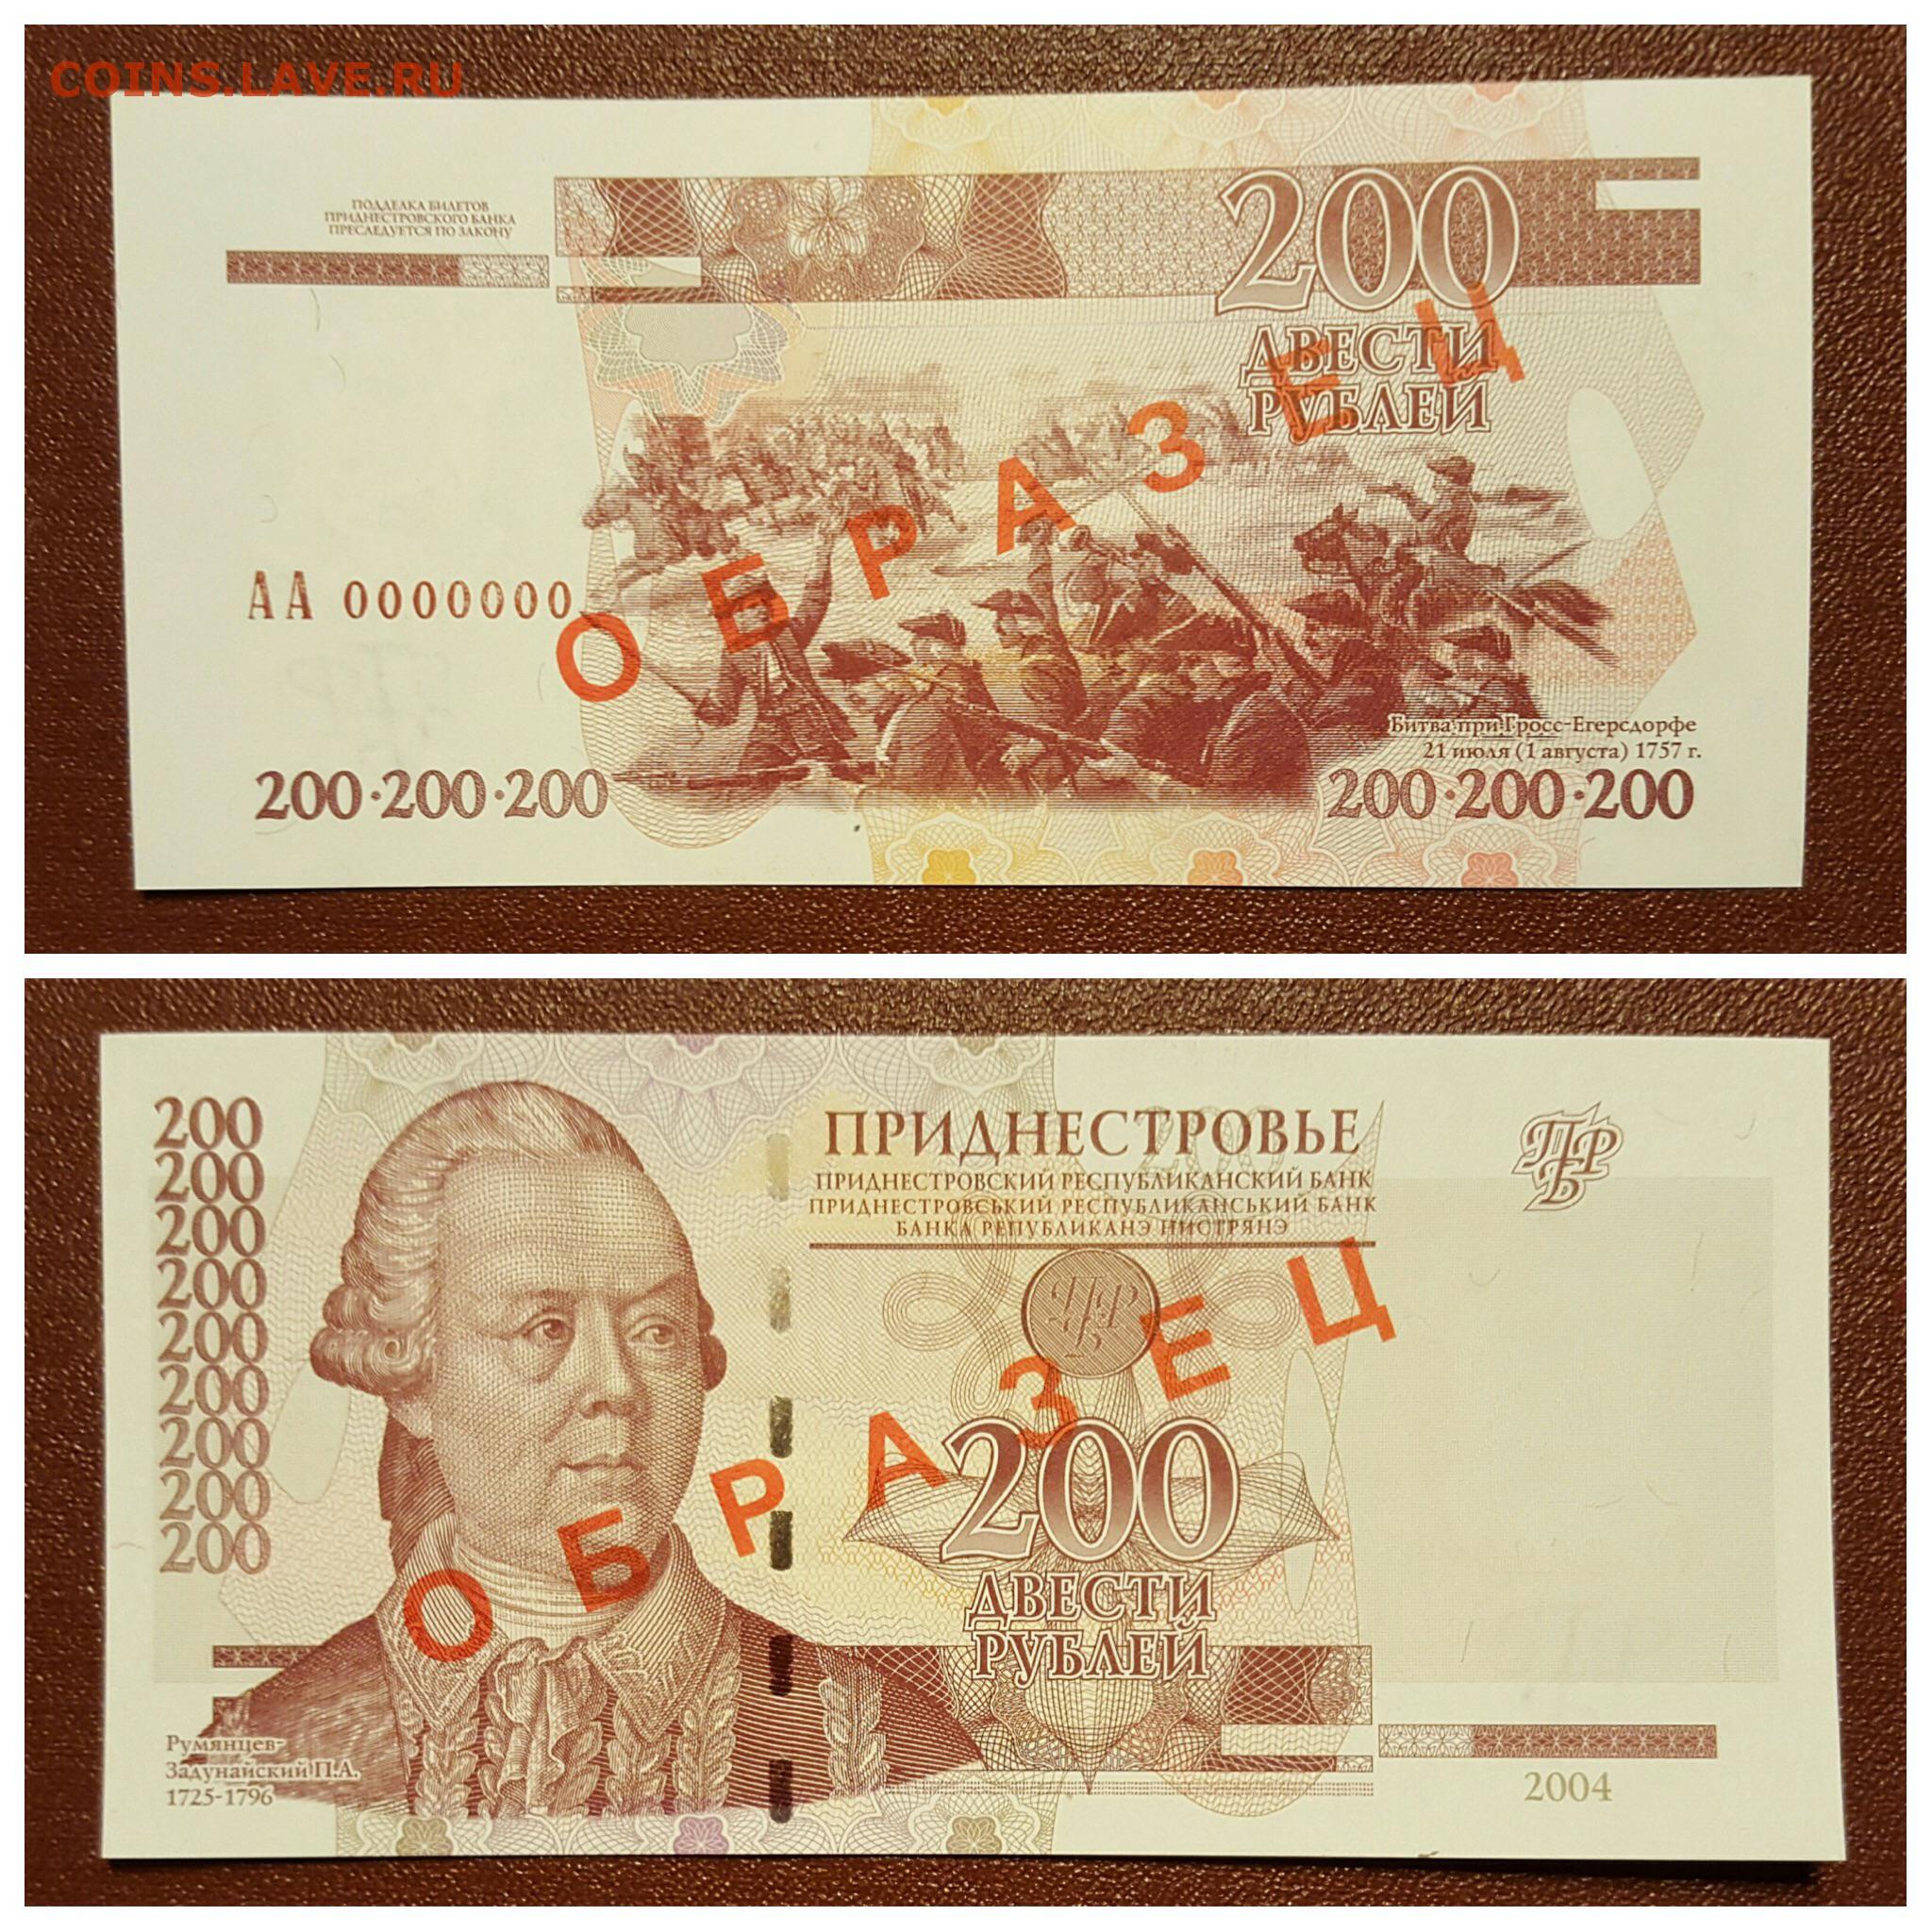 COINS.LAVE.RU
ПОДДЕЛКА БИЛЕТОВ
ПРИДНЕСТРОВСКОГО БАНКА
ПРЕСЛЕДУЕТСЯ ПО ЗАКОНУ
200
ДВЕСТИ
РУБЛЕЙ
ОБРАЗЕЦ
АА 0000000
Битва при Гросс-Егерсдорфе
21 июля (1 августа) 1757 г.
200·200·200
200·200·200
200
200
200
200
200
200
200
200
200
ПРИДНЕСТРОВЬЕ
ПРИДНЕСТРОВСКИЙ РЕСПУБЛИКАНСКИЙ БАНК
ПРИДНЕСТРОВСЬКИЙ РЕСПУБЛИКАНСЬКИЙ БАНК
БАНКА РЕПУБЛИКАНЭ НИСТРЯНЭ
ПРБ
ПРБ
ОБРАЗЕЦ
200
ДВЕСТИ
РУБЛЕЙ
Румянцев-
Задунайский П.А.
1725-1796
2004